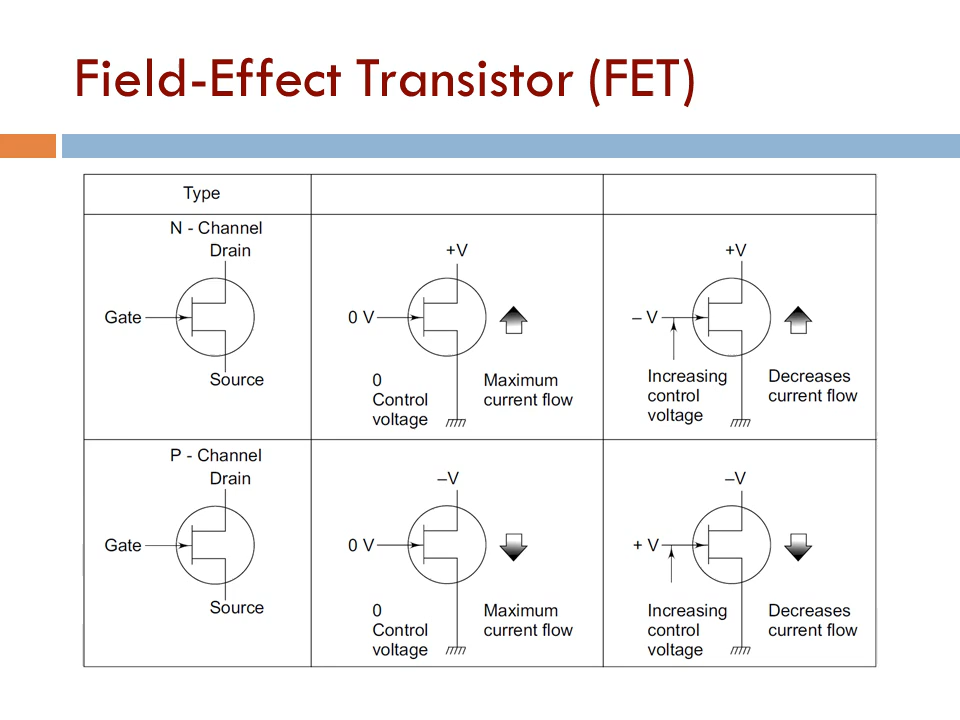 Field-Effect Transistor (FET)
Type
N - Channel
Drain
Gate
Source
+V
0 V
0
Control
voltage
Maximum
current flow
+V
– V
Increasing
control
voltage
Decreases
current flow
P - Channel
Drain
Gate
Source
–V
0 V
0
Control
voltage
Maximum
current flow
–V
+ V
Increasing
control
voltage
Decreases
current flow